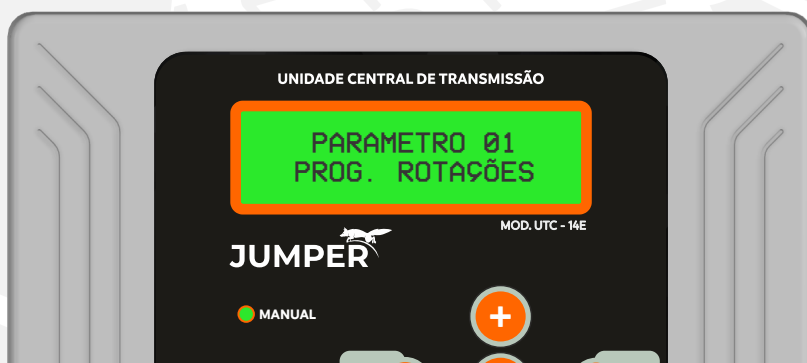 UNIDADE CENTRAL DE TRANSMISSÃO
PARAMETRO 01
PROG. ROTAÇÕES
MOD. UTC - 14E
JUMPER
MANUAL
+